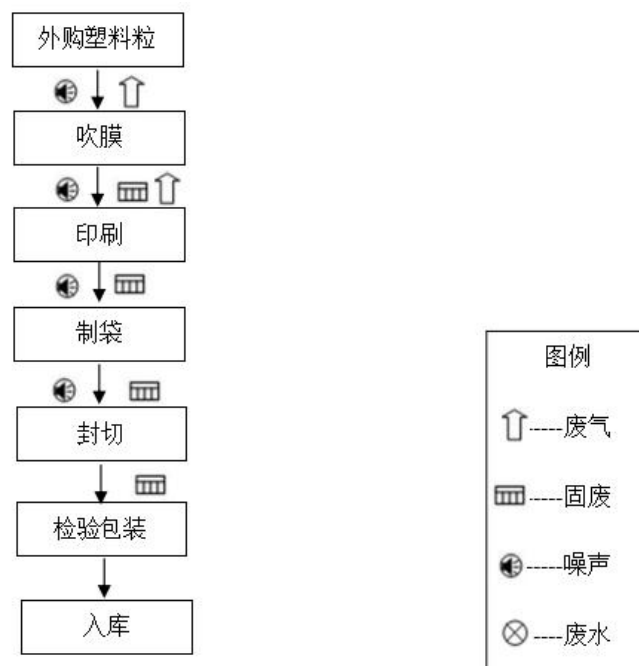 外购塑料粒
吹膜
印刷
制袋
封切
检验包装
入库
图例
-----废气
-----固废
-----噪声
----废水